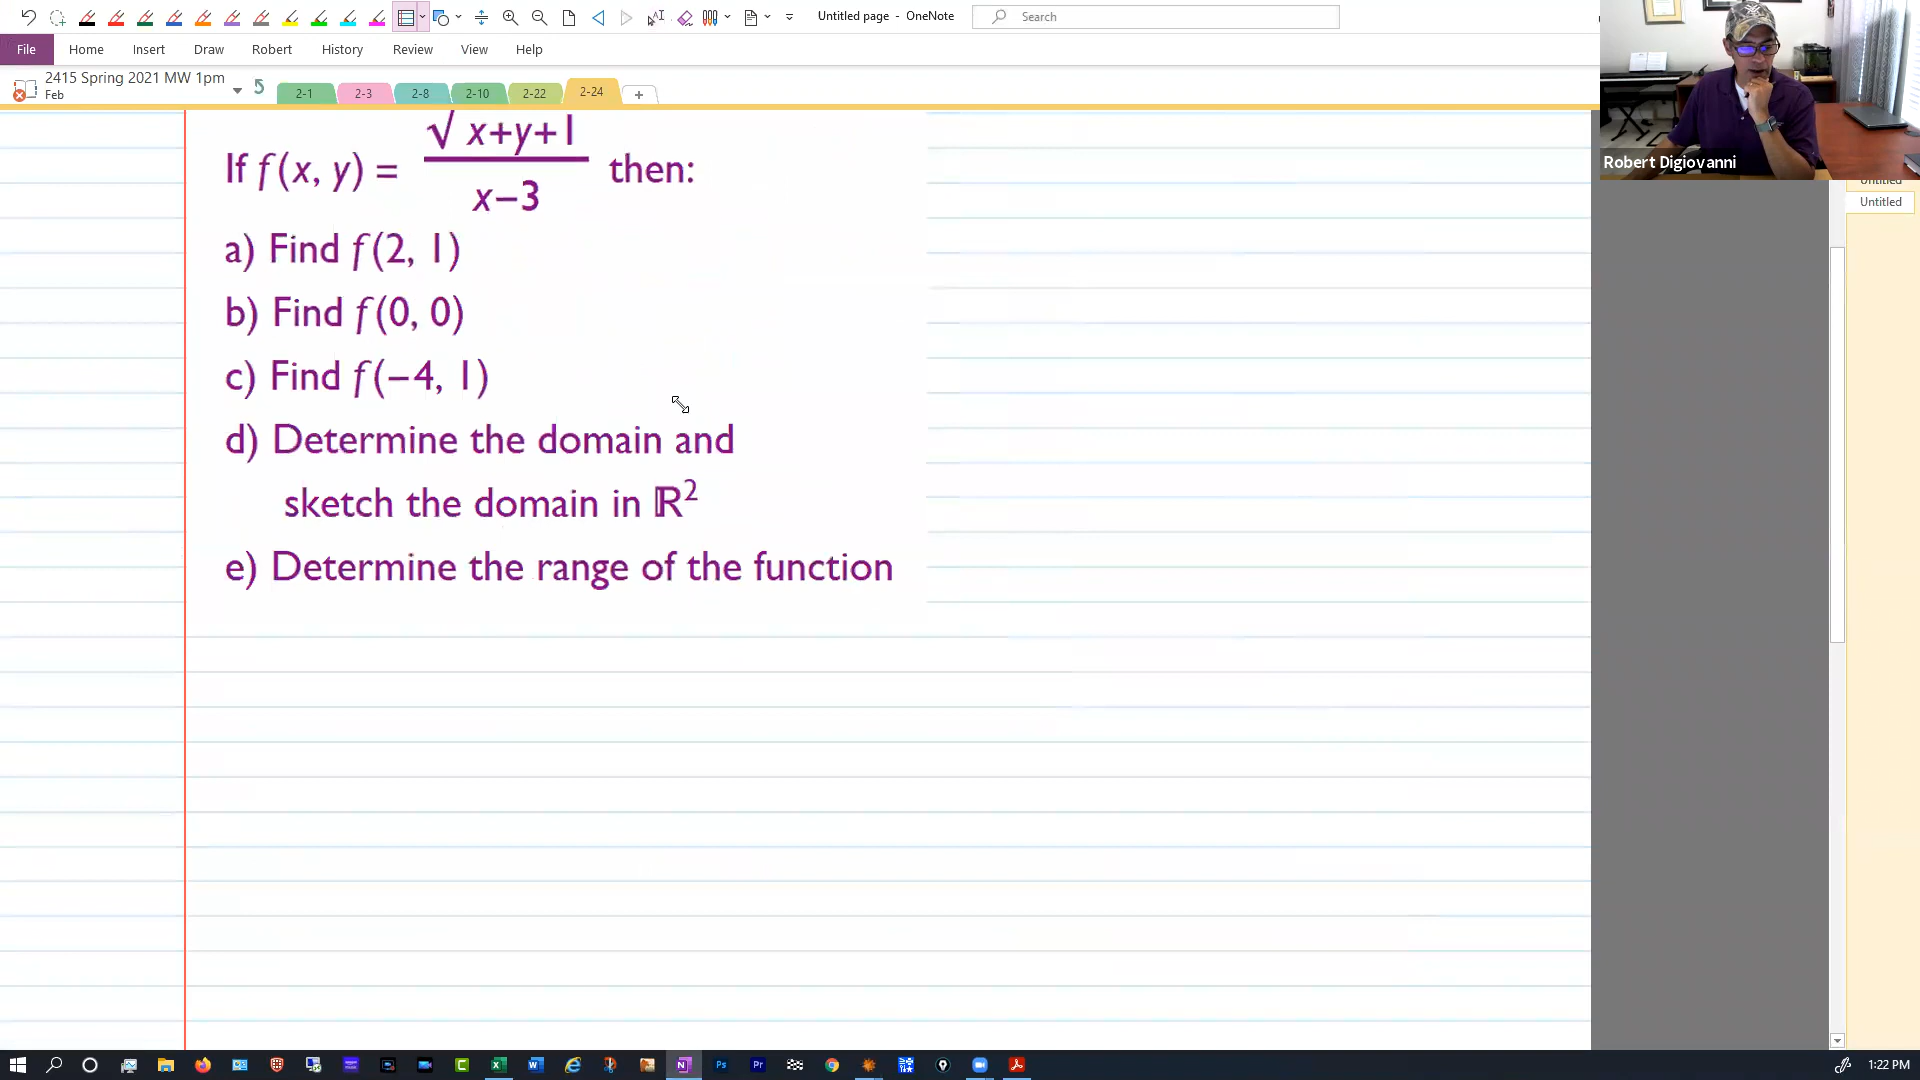 Untitled page - OneNote
Search
File Home Insert Draw Robert History Review View Help
2415 Spring 2021 MW 1pm
Feb
2-1 2-3 2-8 2-10 2-22 2-24 +
If f(x, y) = √x+y+1 / x−3 then:
a) Find f(2, 1)
b) Find f(0, 0)
c) Find f(−4, 1)
d) Determine the domain and
sketch the domain in ℝ²
e) Determine the range of the function
Robert Digiovanni
Untitled
Untitled
1:22 PM